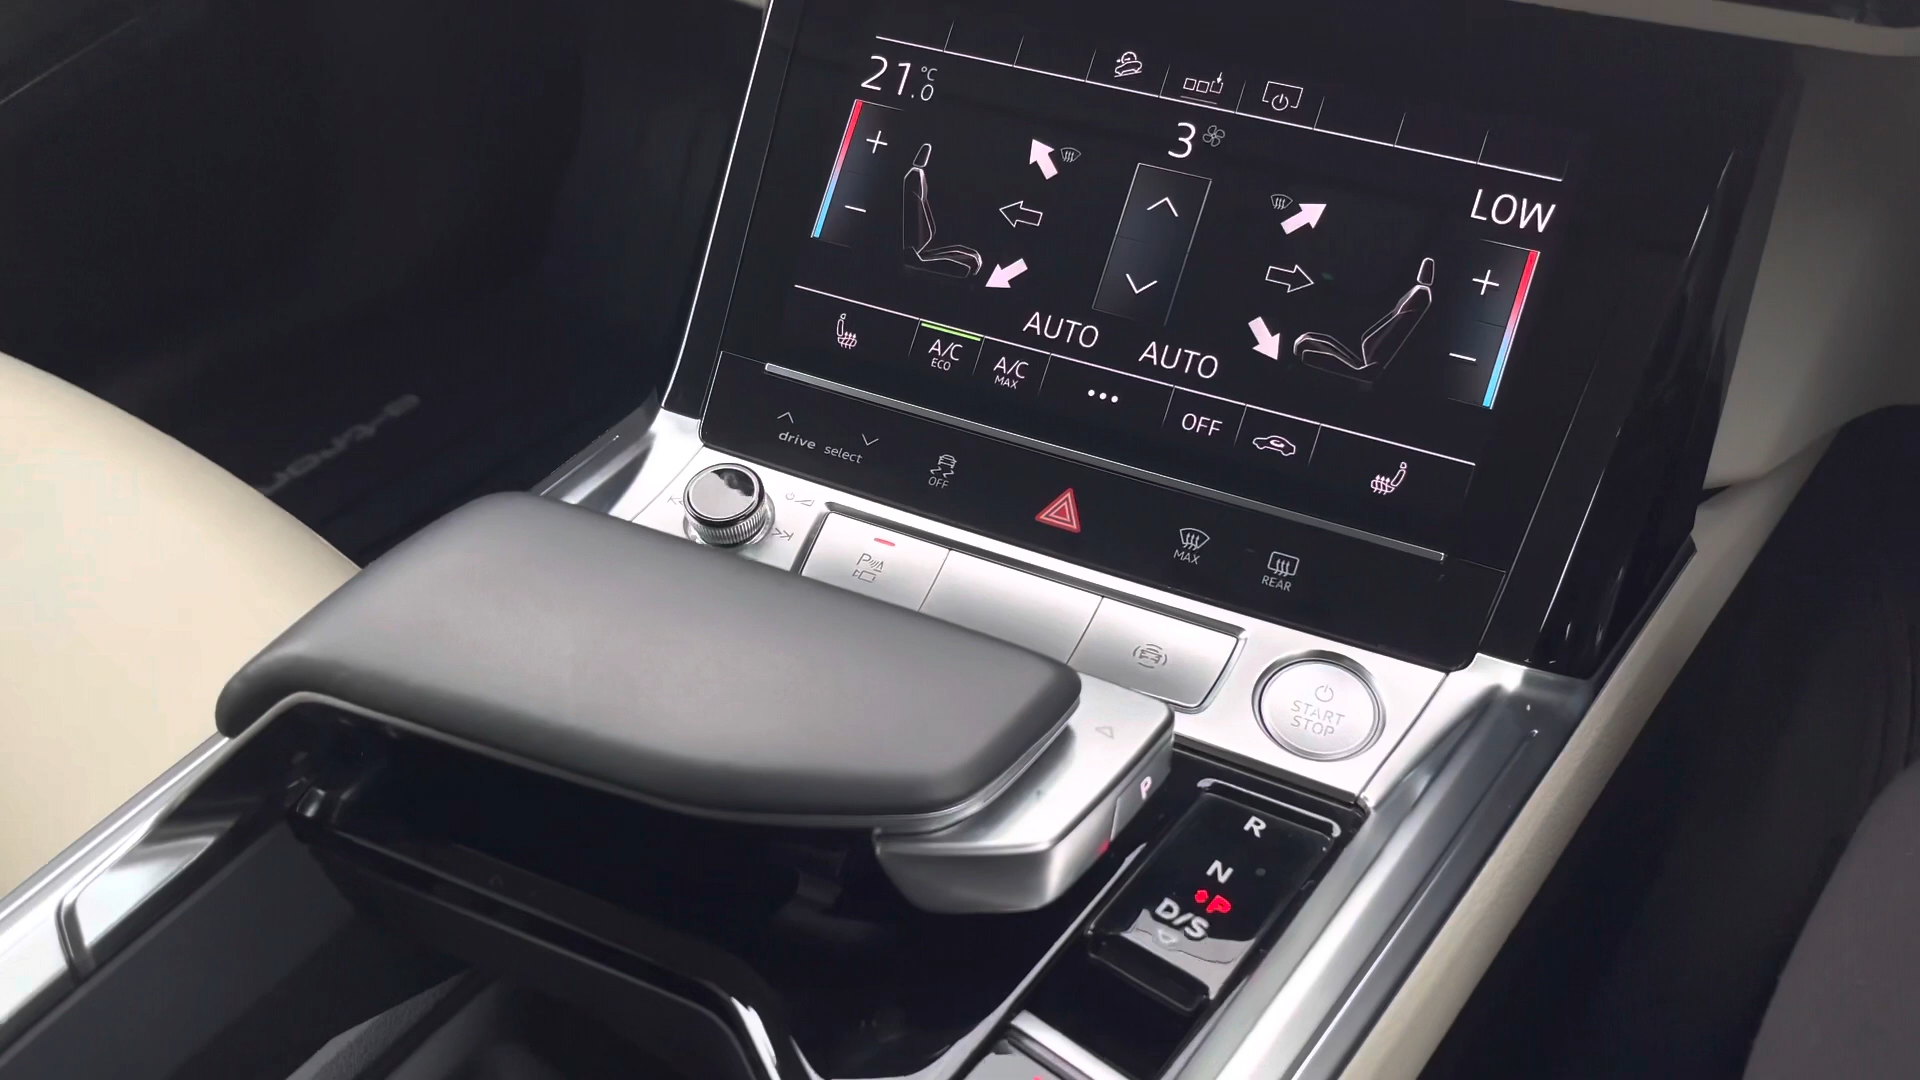 21.0 °C
3
LOW
AUTO
AUTO
A/C
ECO
A/C
MAX
OFF
drive select
OFF
MAX
REAR
P
START
STOP
P
R
N
P
D/S